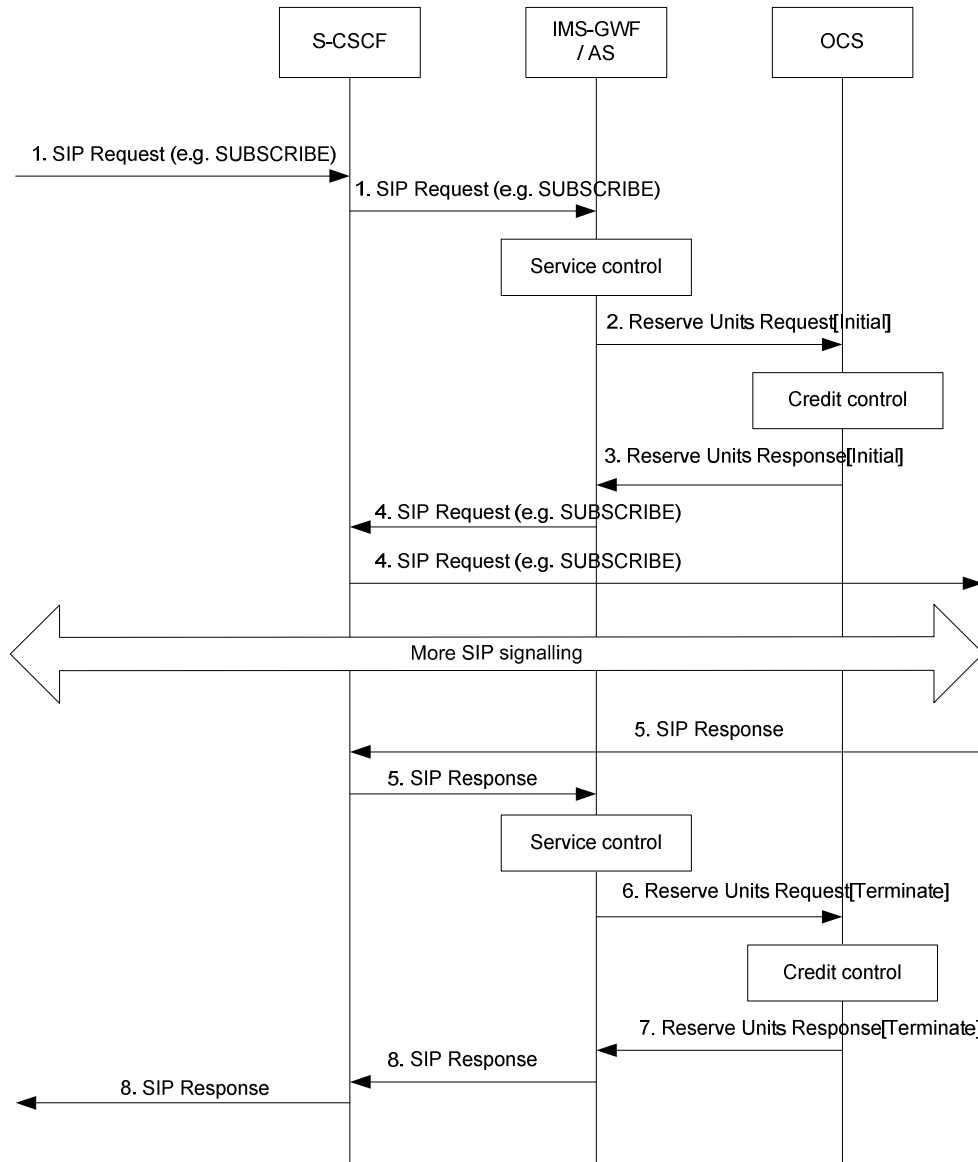 S-CSCF
IMS-GWF
/ AS
OCS
1. SIP Request (e.g. SUBSCRIBE)
1. SIP Request (e.g. SUBSCRIBE)
Service control
2. Reserve Units Request[Initial]
Credit control
3. Reserve Units Response[Initial]
4. SIP Request (e.g. SUBSCRIBE)
4. SIP Request (e.g. SUBSCRIBE)
More SIP signalling
5. SIP Response
5. SIP Response
Service control
6. Reserve Units Request[Terminate]
Credit control
7. Reserve Units Response[Terminate]
8. SIP Response
8. SIP Response